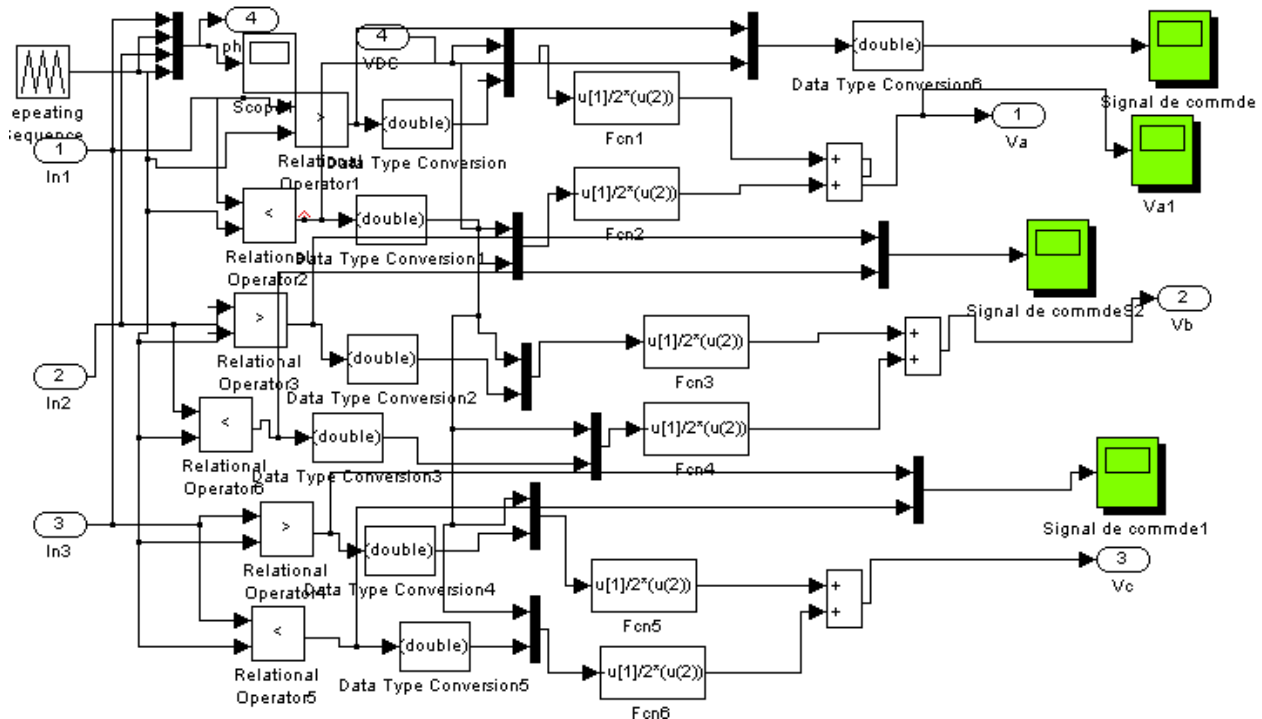 4
ph
4
VDC
(double)
Data Type Conversion6
Signal de commde
epeating
Sequence
Scope
u[1]/2*(u(2))
Fcn1
1
Va
1
In1
>
Relational
Operator1
(double)
Data Type Conversion
+
+
Va1
<
Relational
Operator2
(double)
Data Type Conversion1
u[1]/2*(u(2))
Fcn2
Signal de commdeS2
2
Vb
>
Relational
Operator3
(double)
Data Type Conversion2
u[1]/2*(u(2))
Fcn3
+
+
2
In2
<
Relational
Operator6
(double)
Data Type Conversion3
u[1]/2*(u(2))
Fcn4
3
In3
>
Relational
Operator4
(double)
Data Type Conversion4
Signal de commde1
3
Vc
u[1]/2*(u(2))
Fcn5
+
+
<
Relational
Operator5
(double)
Data Type Conversion5
u[1]/2*(u(2))
Fcn6